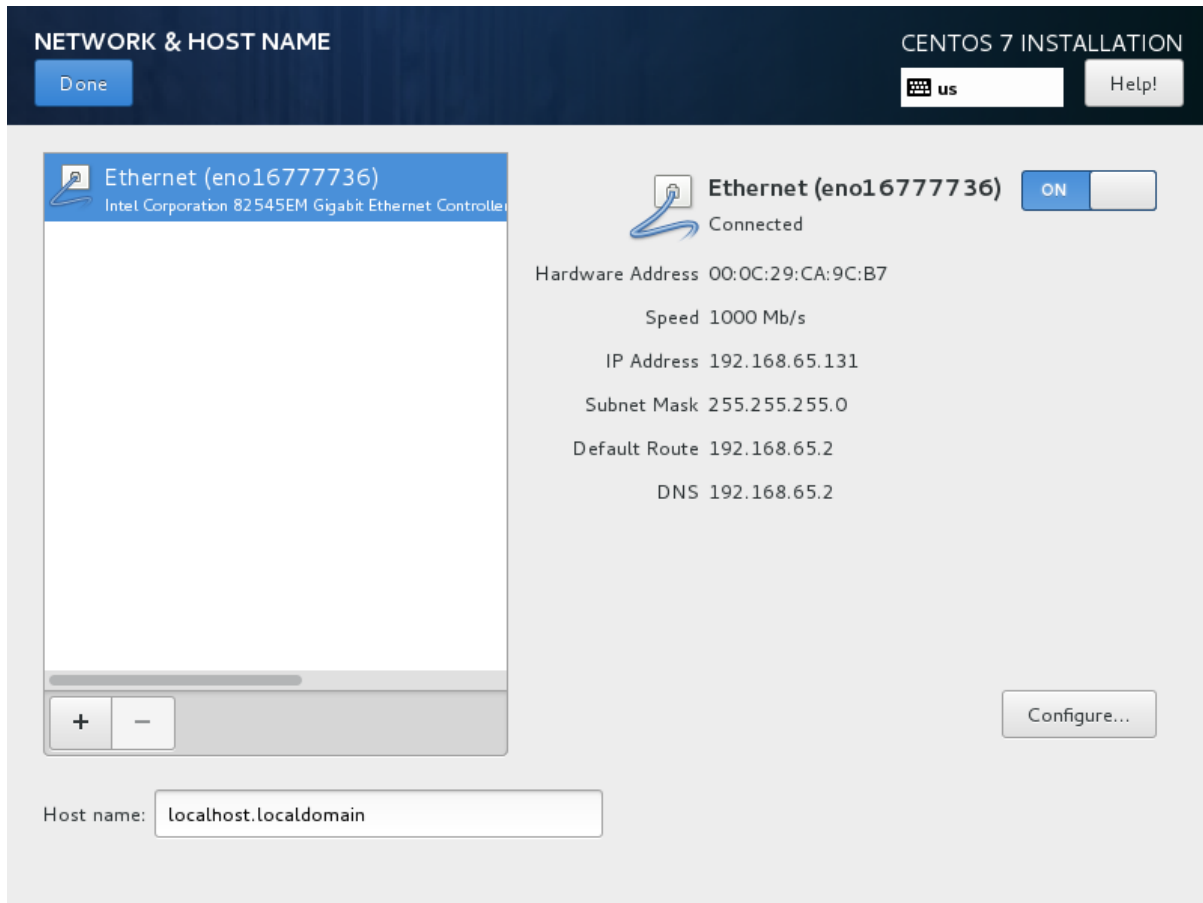 NETWORK & HOST NAME
CENTOS 7 INSTALLATION
Done
us
Help!
Ethernet (eno16777736)
Intel Corporation 82545EM Gigabit Ethernet Controller
Ethernet (eno16777736)
ON
Connected
Hardware Address 00:0C:29:CA:9C:B7
Speed 1000 Mb/s
IP Address 192.168.65.131
Subnet Mask 255.255.255.0
Default Route 192.168.65.2
DNS 192.168.65.2
+ −
Configure...
Host name: localhost.localdomain